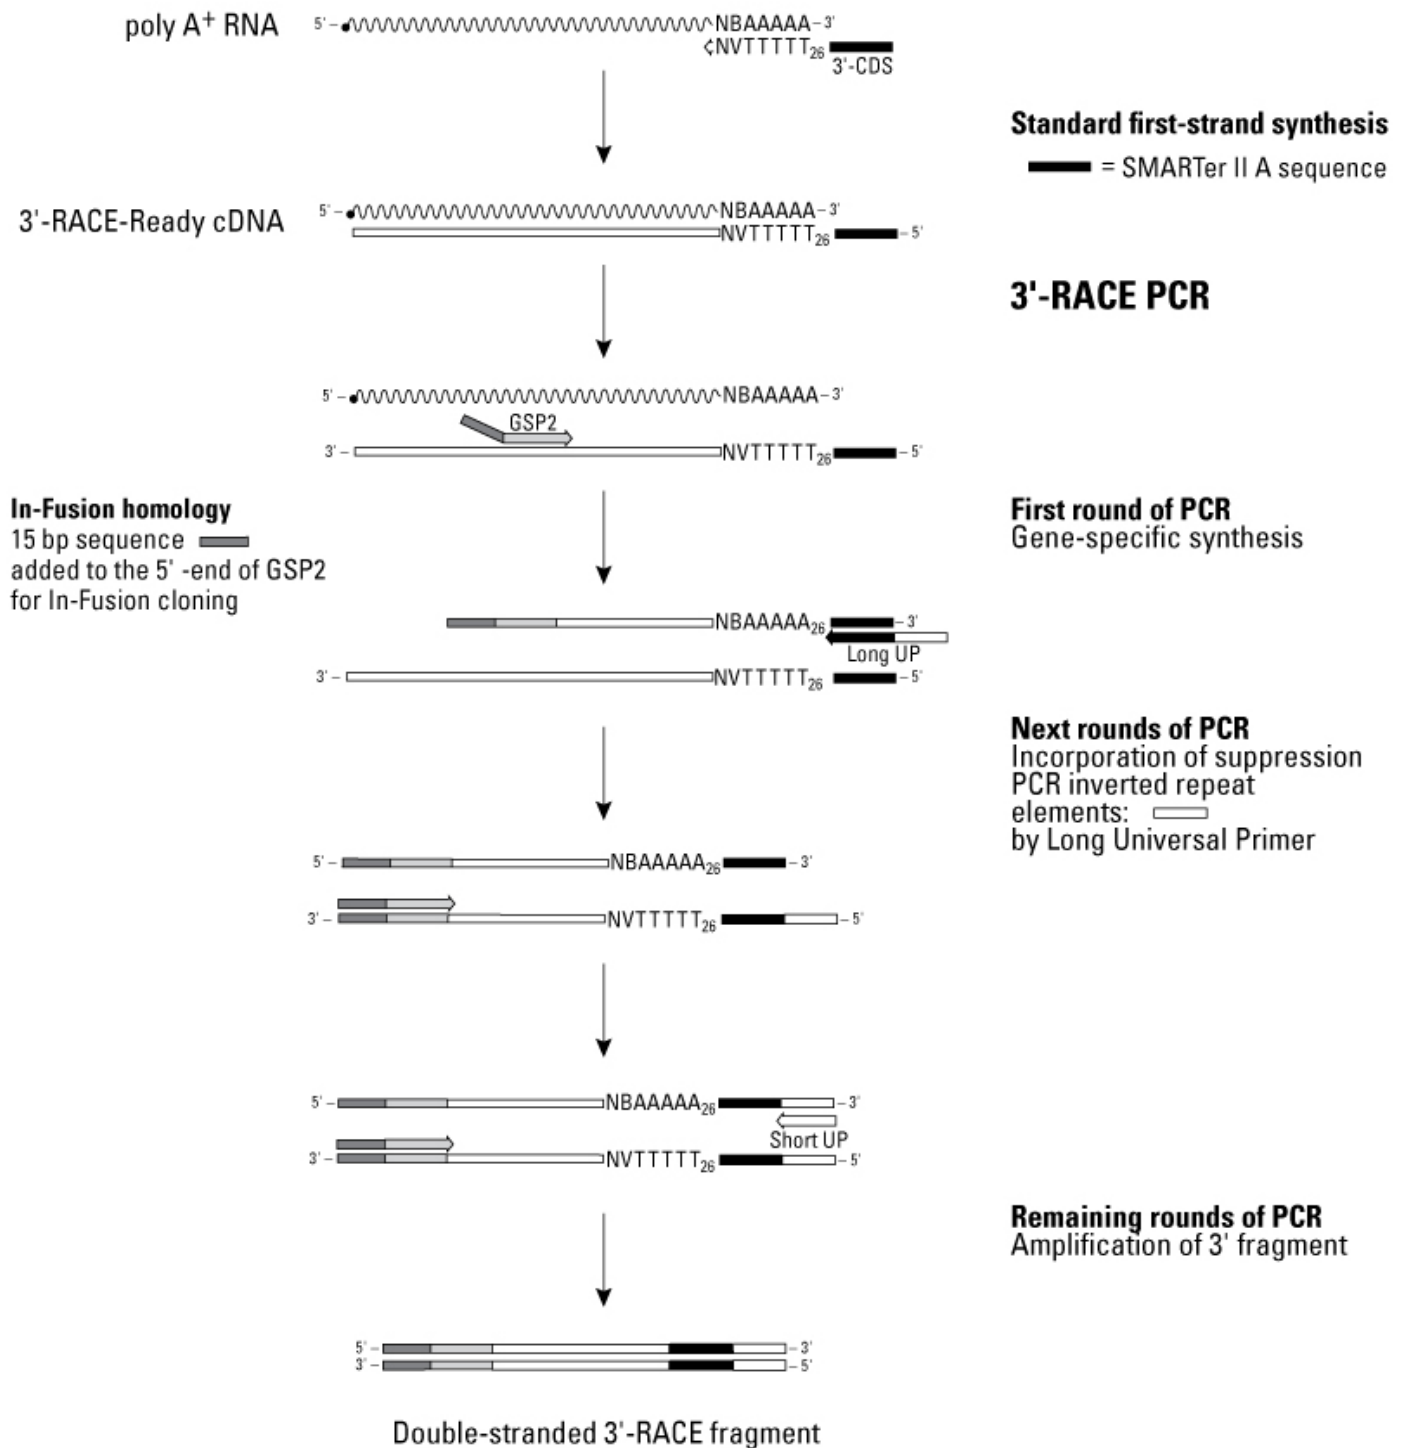 poly A+ RNA
5' – NBAAAAA–3'
NVTTTTT26
3'-CDS
Standard first-strand synthesis
= SMARTer II A sequence
3'-RACE-Ready cDNA
5' – NBAAAAA–3'
NVTTTTT26 – 5'
3'-RACE PCR
5' – NBAAAAA–3'
GSP2
3' – NVTTTTT26 – 5'
In-Fusion homology
15 bp sequence
added to the 5' -end of GSP2
for In-Fusion cloning
First round of PCR
Gene-specific synthesis
NBAAAAA26 – 3'
Long UP
3' – NVTTTTT26 – 5'
Next rounds of PCR
Incorporation of suppression
PCR inverted repeat
elements:
by Long Universal Primer
5' – NBAAAAA26 – 3'
3' – NVTTTTT26 – 5'
5' – NBAAAAA26 – 3'
Short UP
3' – NVTTTTT26 – 5'
Remaining rounds of PCR
Amplification of 3' fragment
5' – – 3'
3' – – 5'
Double-stranded 3'-RACE fragment